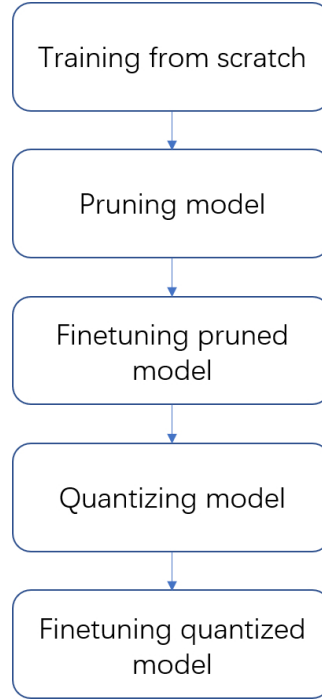 Training from scratch
Pruning model
Finetuning pruned
model
Quantizing model
Finetuning quantized
model